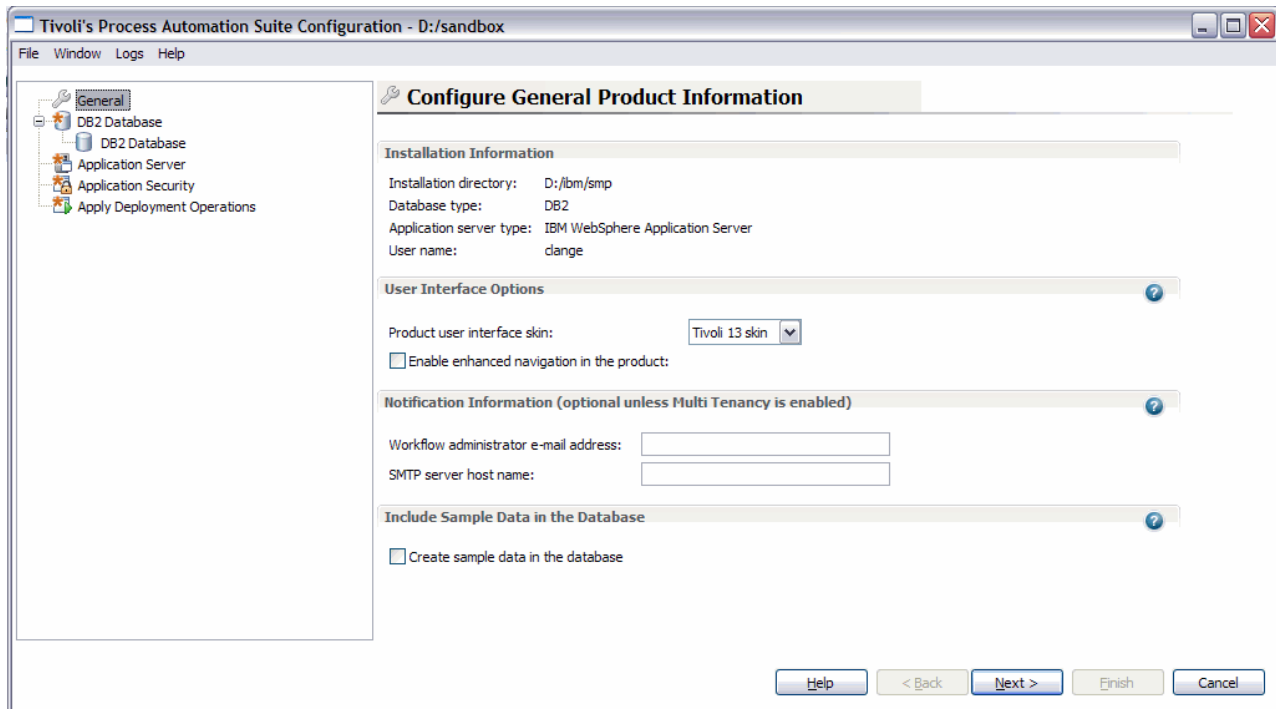 Tivoli's Process Automation Suite Configuration - D:/sandbox
File Window Logs Help
General
DB2 Database
DB2 Database
Application Server
Application Security
Apply Deployment Operations
Configure General Product Information
Installation Information
Installation directory: D:/ibm/smp
Database type: DB2
Application server type: IBM WebSphere Application Server
User name: clange
User Interface Options
Product user interface skin: Tivoli 13 skin
Enable enhanced navigation in the product:
Notification Information (optional unless Multi Tenancy is enabled)
Workflow administrator e-mail address:
SMTP server host name:
Include Sample Data in the Database
Create sample data in the database
Help < Back Next > Finish Cancel